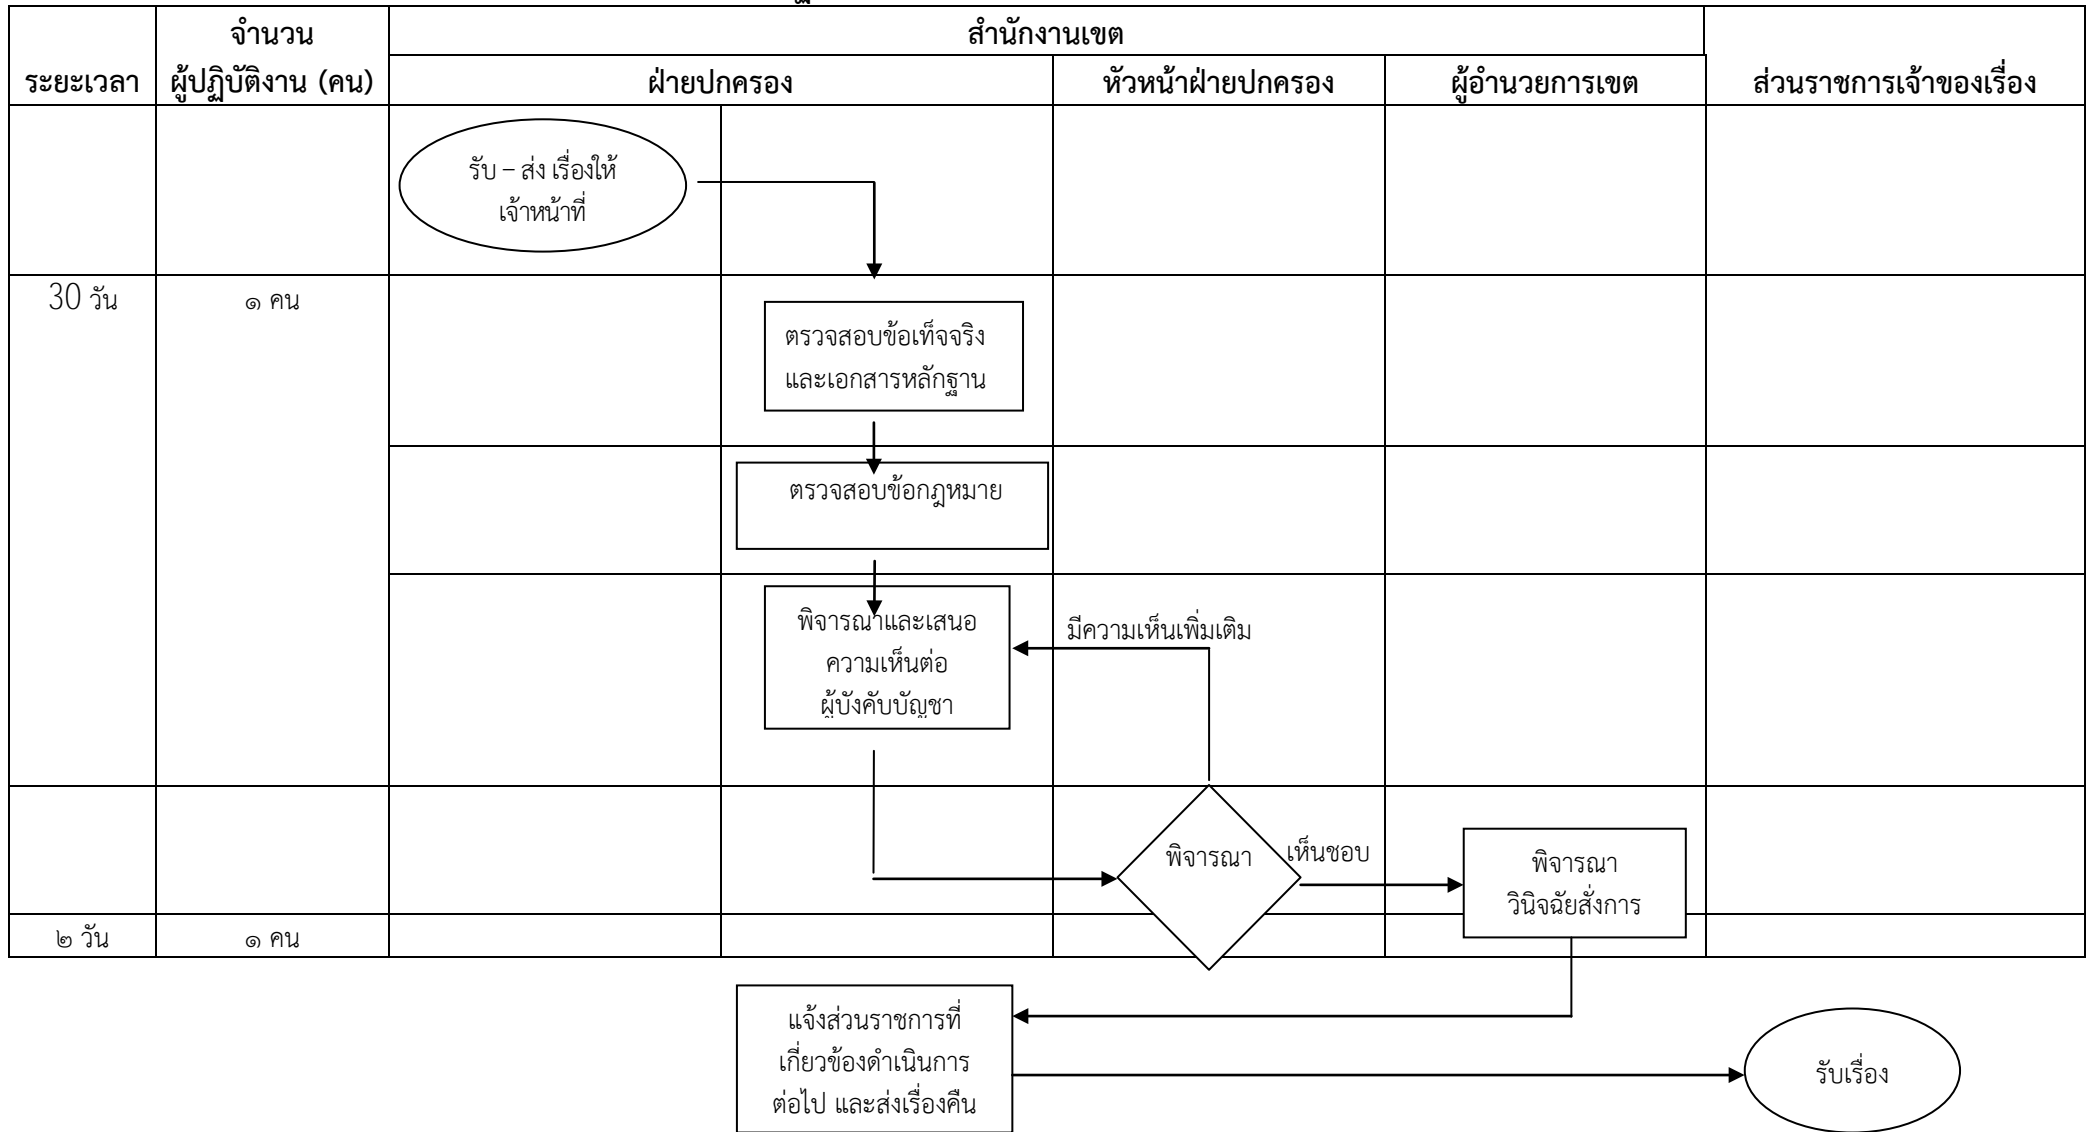 จำนวน
สำนักงานเขต
ระยะเวลา
ผู้ปฏิบัติงาน (คน)
ฝ่ายปกครอง
หัวหน้าฝ่ายปกครอง
ผู้อำนวยการเขต
ส่วนราชการเจ้าของเรื่อง
รับ – ส่ง เรื่องให้
เจ้าหน้าที่
30 วัน
๑ คน
ตรวจสอบข้อเท็จจริง
และเอกสารหลักฐาน
ตรวจสอบข้อกฎหมาย
พิจารณาและเสนอ
ความเห็นต่อ
ผู้บังคับบัญชา
มีความเห็นเพิ่มเติม
พิจารณา
เห็นชอบ
พิจารณา
วินิจฉัยสั่งการ
๒ วัน
๑ คน
แจ้งส่วนราชการที่
เกี่ยวข้องดำเนินการ
ต่อไป และส่งเรื่องคืน
รับเรื่อง